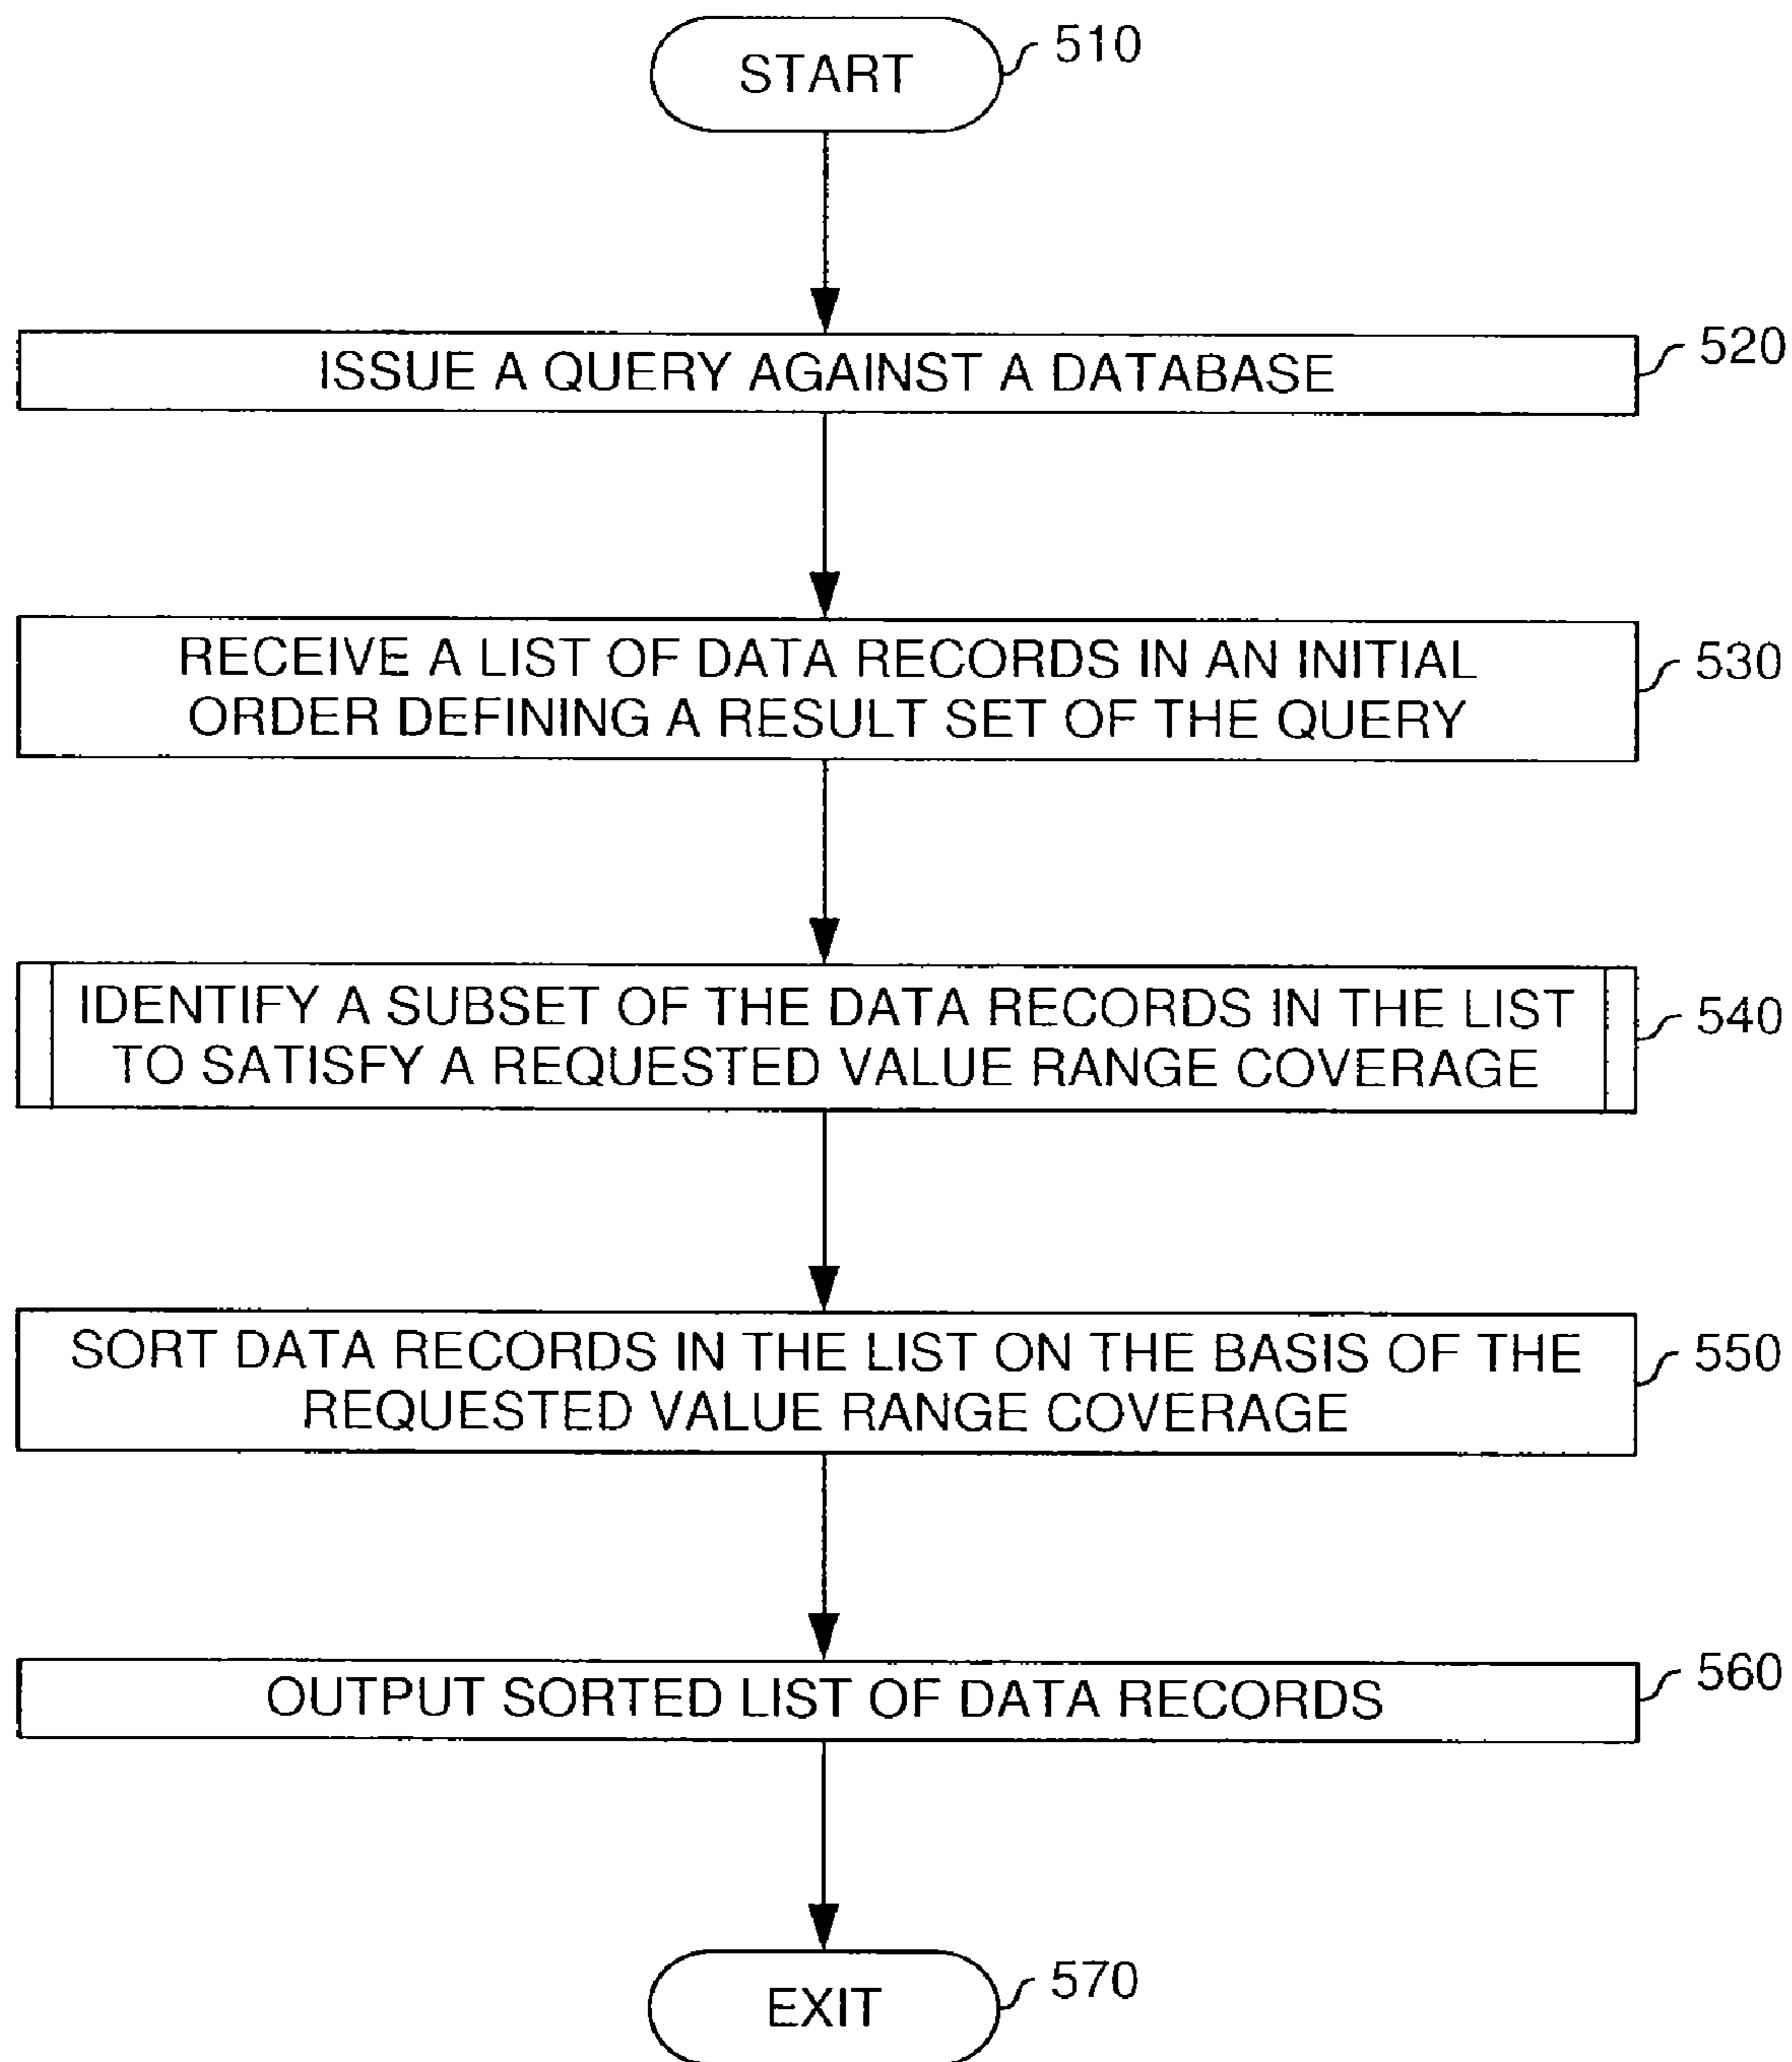 START
510
ISSUE A QUERY AGAINST A DATABASE
520
RECEIVE A LIST OF DATA RECORDS IN AN INITIAL
ORDER DEFINING A RESULT SET OF THE QUERY
530
IDENTIFY A SUBSET OF THE DATA RECORDS IN THE LIST
TO SATISFY A REQUESTED VALUE RANGE COVERAGE
540
SORT DATA RECORDS IN THE LIST ON THE BASIS OF THE
REQUESTED VALUE RANGE COVERAGE
550
OUTPUT SORTED LIST OF DATA RECORDS
560
EXIT
570